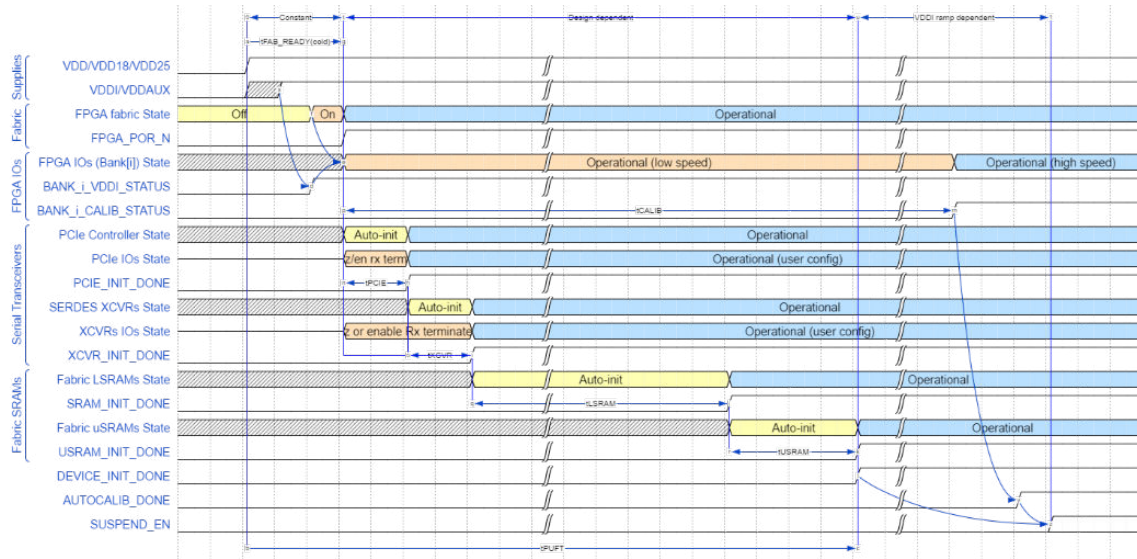 Constant
Design dependent
VDDI ramp dependent
tFAB_READY(cold)
Supplies
VDD/VDD18/VDD25
VDDI/VDDAUX
Fabric
FPGA fabric State
Off
On
Operational
FPGA_POR_N
FPGA IOs
FPGA IOs (Bank[i]) State
Operational (low speed)
Operational (high speed)
BANK_i_VDDI_STATUS
BANK_i_CALIB_STATUS
tCALIB
Serial Transceivers
PCIe Controller State
Auto-init
Operational
PCIe IOs State
z/en rx term
Operational (user config)
PCIE_INIT_DONE
tPCIE
SERDES XCVRs State
Auto-init
Operational
XCVRs IOs State
z or enable Rx terminate
Operational (user config)
XCVR_INIT_DONE
tXCVR
Fabric SRAMs
Fabric LSRAMs State
Auto-init
Operational
SRAM_INIT_DONE
tLSRAM
Fabric uSRAMs State
Auto-init
Operational
USRAM_INIT_DONE
tUSRAM
DEVICE_INIT_DONE
AUTOCALIB_DONE
SUSPEND_EN
tPUFT